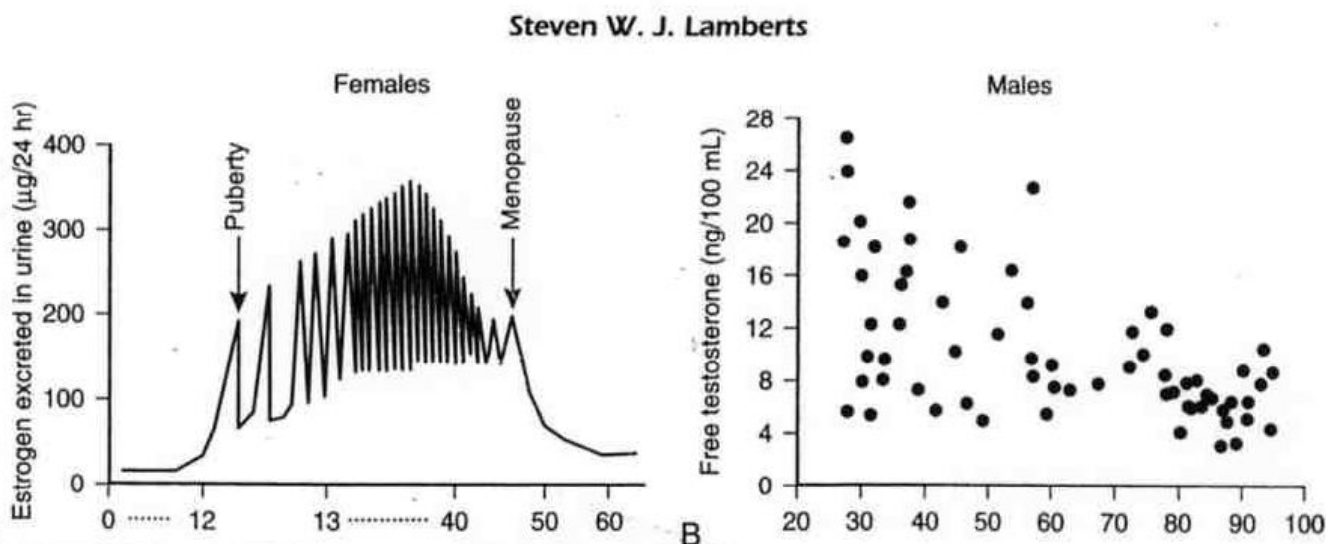 Steven W. J. Lamberts
Females
Estrogen excreted in urine (µg/24 hr)
400
300
200
100
0
Puberty
Menopause
0 ........ 12 13 ............ 40 50 60
B
Males
Free testosterone (ng/100 mL)
28
24
20
16
12
8
4
0
20 30 40 50 60 70 80 90 100